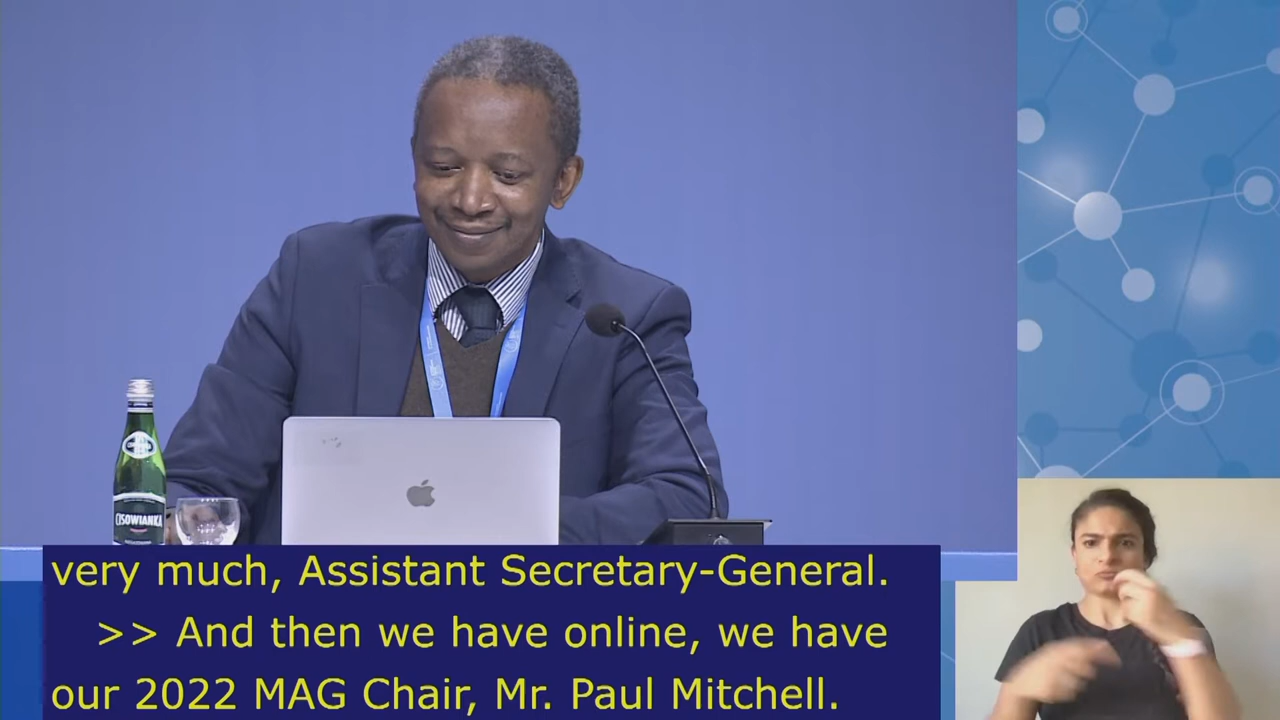 CISOWIANKA
very much, Assistant Secretary-General.
>> And then we have online, we have
our 2022 MAG Chair, Mr. Paul Mitchell.